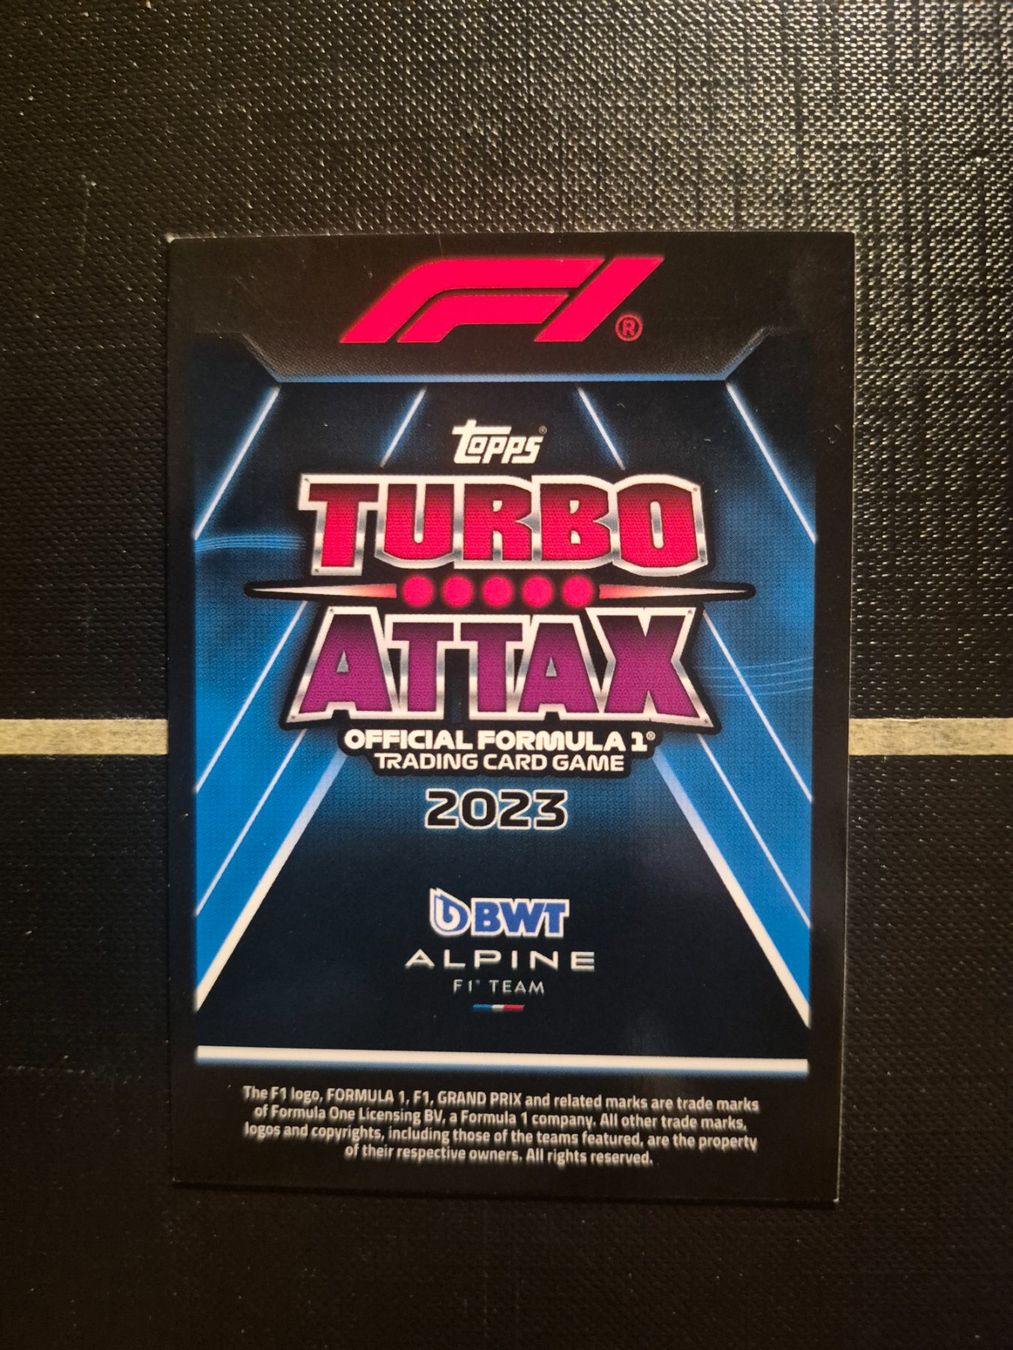 F1®
Topps®
TURBO
ATTAX
OFFICIAL FORMULA 1®
TRADING CARD GAME
2023
BWT
ALPINE
F1® TEAM
The F1 logo, FORMULA 1, F1, GRAND PRIX and related marks are trade marks
of Formula One Licensing BV, a Formula 1 company. All other trade marks,
logos and copyrights, including those of the teams featured, are the property
of their respective owners. All rights reserved.